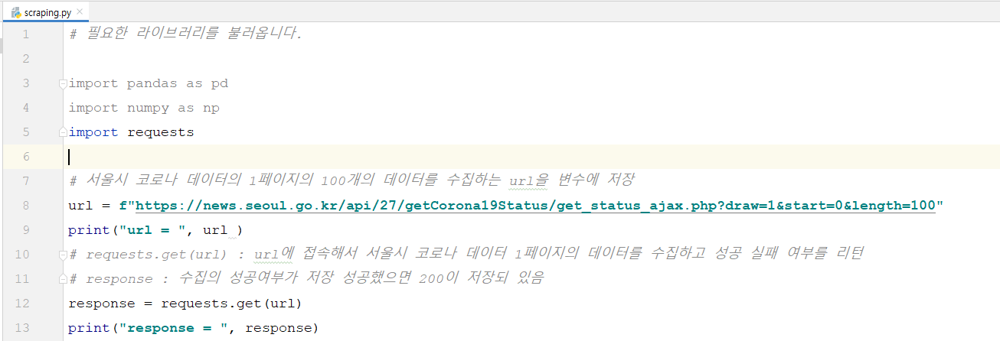 scraping.py
1 # 필요한 라이브러리를 불러옵니다.
2
3 import pandas as pd
4 import numpy as np
5 import requests
6
7 # 서울시 코로나 데이터의 1페이지의 100개의 데이터를 수집하는 url을 변수에 저장
8 url = f"https://news.seoul.go.kr/api/27/getCorona19Status/get_status_ajax.php?draw=1&start=0&length=100"
9 print("url = ", url )
10 # requests.get(url) : url에 접속해서 서울시 코로나 데이터 1페이지의 데이터를 수집하고 성공 실패 여부를 리턴
11 # response : 수집의 성공여부가 저장 성공했으면 200이 저장되 있음
12 response = requests.get(url)
13 print("response = ", response)